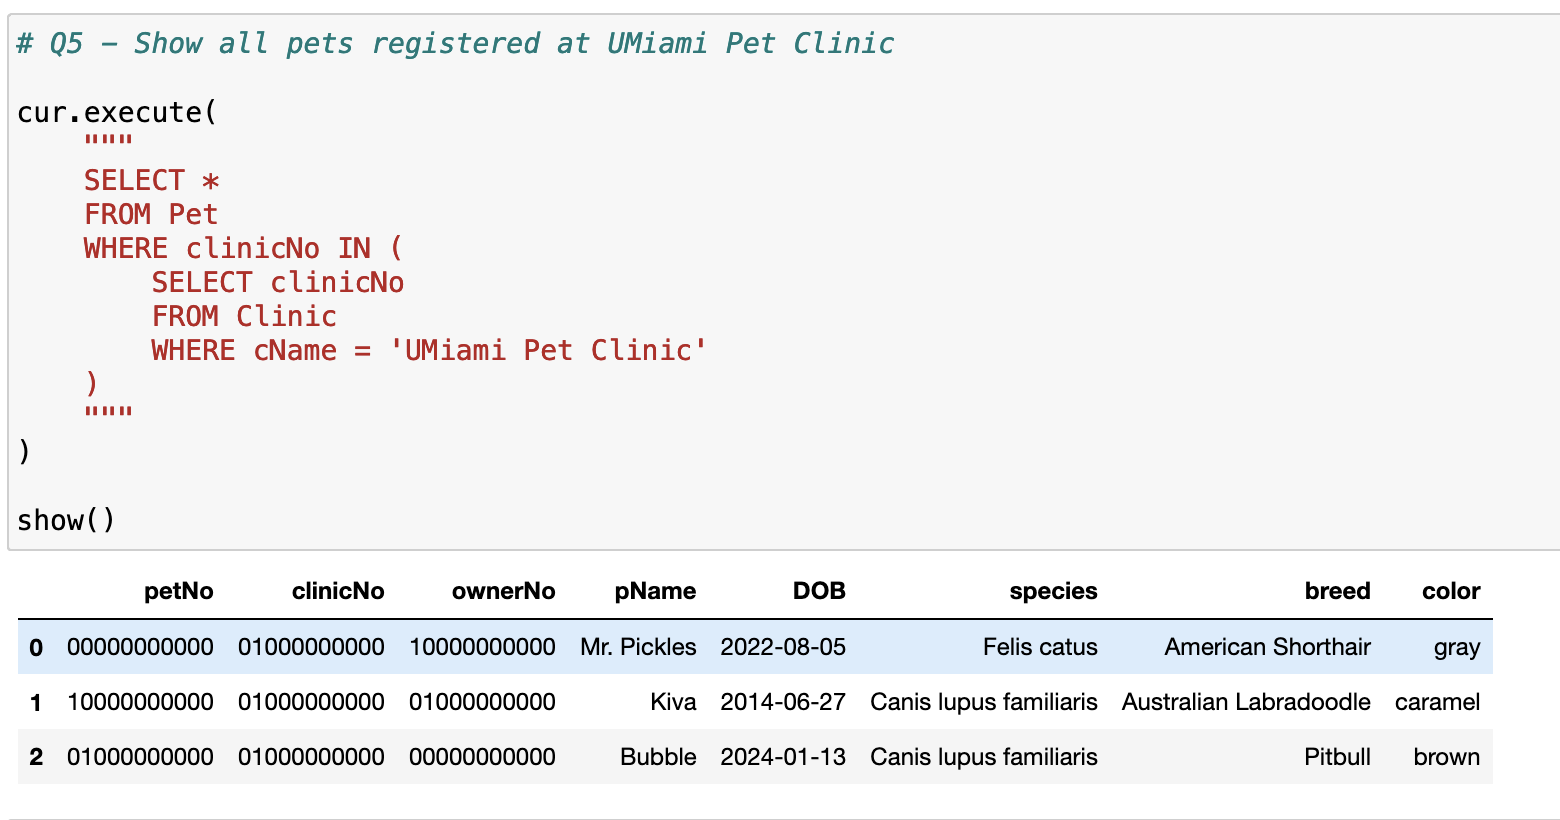 # Q5 – Show all pets registered at UMiami Pet Clinic
cur.execute(
    """
    SELECT *
    FROM Pet
    WHERE clinicNo IN (
        SELECT clinicNo
        FROM Clinic
        WHERE cName = 'UMiami Pet Clinic'
    )
    """
)
show()
petNo clinicNo ownerNo pName DOB species breed color
0 00000000000 01000000000 10000000000 Mr. Pickles 2022-08-05 Felis catus American Shorthair gray
1 10000000000 01000000000 01000000000 Kiva 2014-06-27 Canis lupus familiaris Australian Labradoodle caramel
2 01000000000 01000000000 00000000000 Bubble 2024-01-13 Canis lupus familiaris Pitbull brown